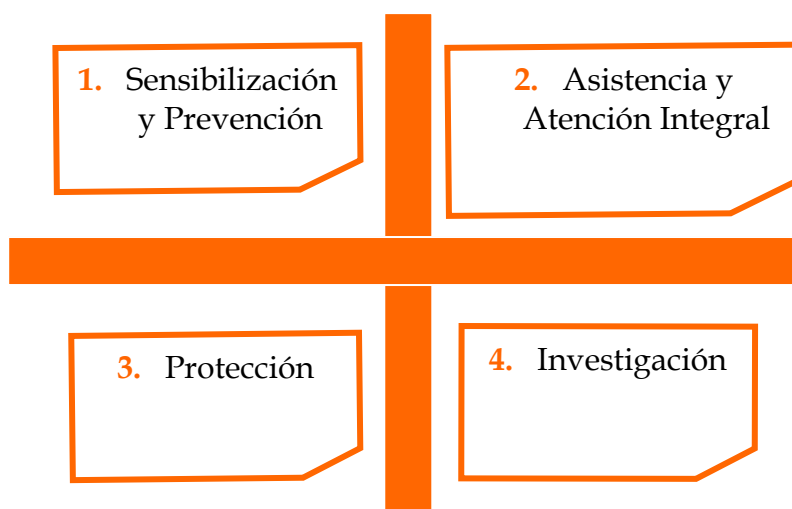 1. Sensibilización
y Prevención
2. Asistencia y
Atención Integral
3. Protección
4. Investigación